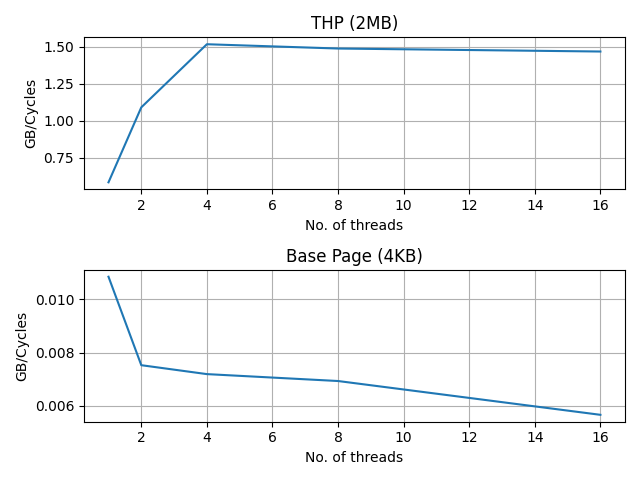 THP (2MB)
GB/Cycles
1.50
1.25
1.00
0.75
2 4 6 8 10 12 14 16
No. of threads
Base Page (4KB)
GB/Cycles
0.010
0.008
0.006
2 4 6 8 10 12 14 16
No. of threads